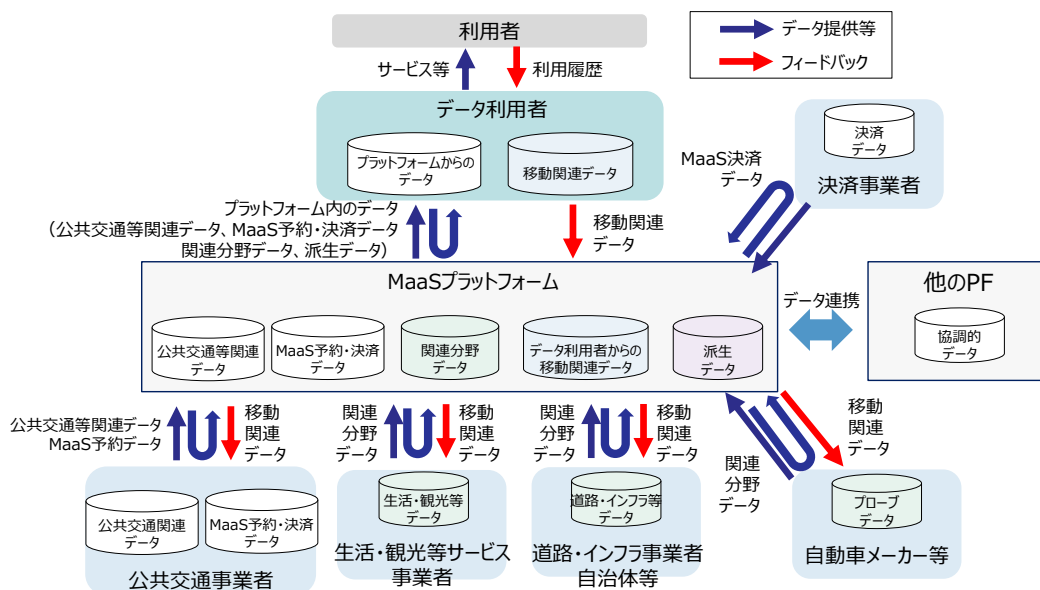 利用者
データ提供等
フィードバック
サービス等
利用履歴
データ利用者
プラットフォームからの
データ
移動関連データ
決済
データ
決済事業者
MaaS決済
データ
プラットフォーム内のデータ
(公共交通等関連データ、MaaS予約・決済データ
関連分野データ、派生データ)
移動関連
データ
MaaSプラットフォーム
公共交通等関連
データ
MaaS予約・決済
データ
関連分野
データ
データ利用者からの
移動関連データ
派生
データ
データ連携
他のPF
協調的
データ
公共交通等関連データ
MaaS予約データ
移動
関連
データ
関連
分野
データ
移動
関連
データ
関連
分野
データ
移動
関連
データ
関連
分野
データ
移動
関連
データ
公共交通関連
データ
MaaS予約・決済
データ
公共交通事業者
生活・観光等
データ
生活・観光等サービス
事業者
道路・インフラ等
データ
道路・インフラ事業者
自治体等
プローブ
データ
自動車メーカー等